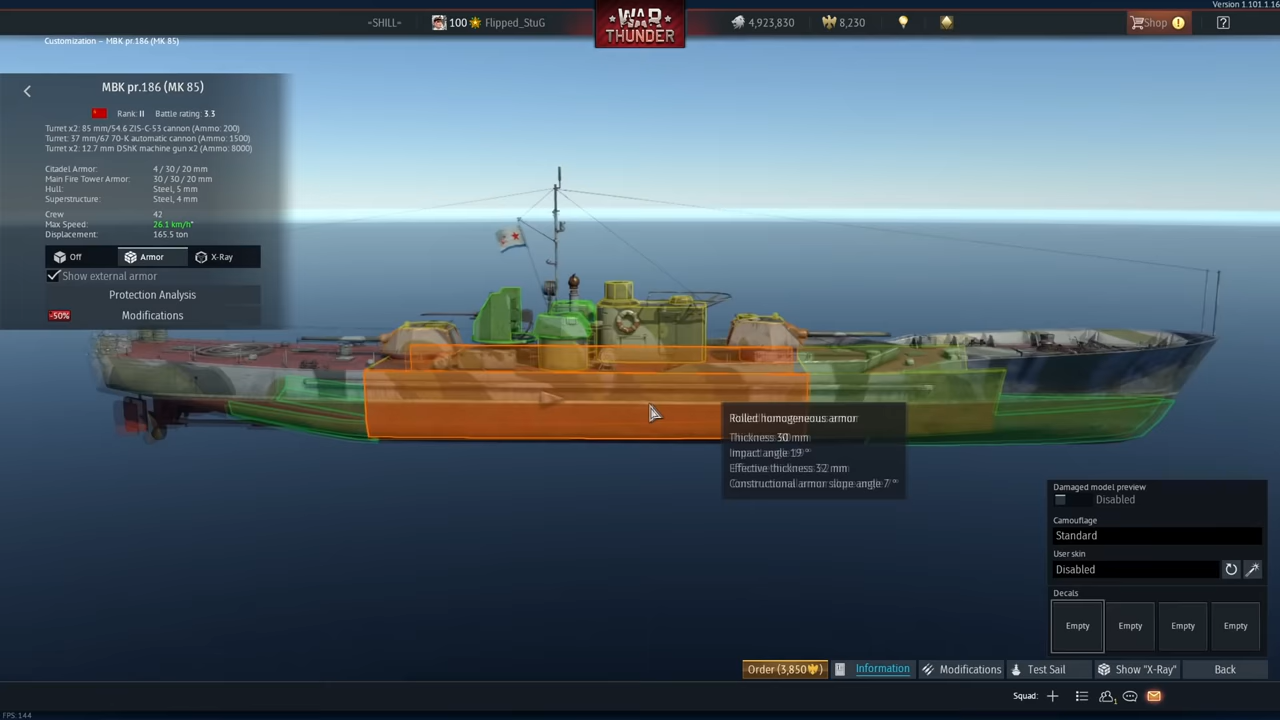 Version 1.101.1.16
-SHILL-
100 Flipped_StuG
WAR THUNDER
4,923,830
8,230
Shop
Customization – MBK pr.186 (MK 85)
MBK pr.186 (MK 85)
Rank: II Battle rating: 3.3
Turret x2: 85 mm/54.6 ZIS-C-53 cannon (Ammo: 200)
Turret: 37 mm/67 70-K automatic cannon (Ammo: 1500)
Turret x2: 12.7 mm DShK machine gun x2 (Ammo: 8000)
Citadel Armor: 4 / 30 / 20 mm
Main Fire Tower Armor: 30 / 30 / 20 mm
Hull: Steel, 5 mm
Superstructure: Steel, 4 mm
Crew 42
Max Speed: 26.1 km/h*
Displacement: 165.5 ton
Off Armor X-Ray
Show external armor
Protection Analysis
-50% Modifications
Rolled homogeneous armor
Thickness 30 mm
Impact angle 19°
Effective thickness 32 mm
Constructional armor slope angle 7°
Damaged model preview
Disabled
Camouflage
Standard
User skin
Disabled
Decals
Empty Empty Empty Empty
Order (3,850) Information Modifications Test Sail Show "X-Ray" Back
Squad: 1
FPS: 144